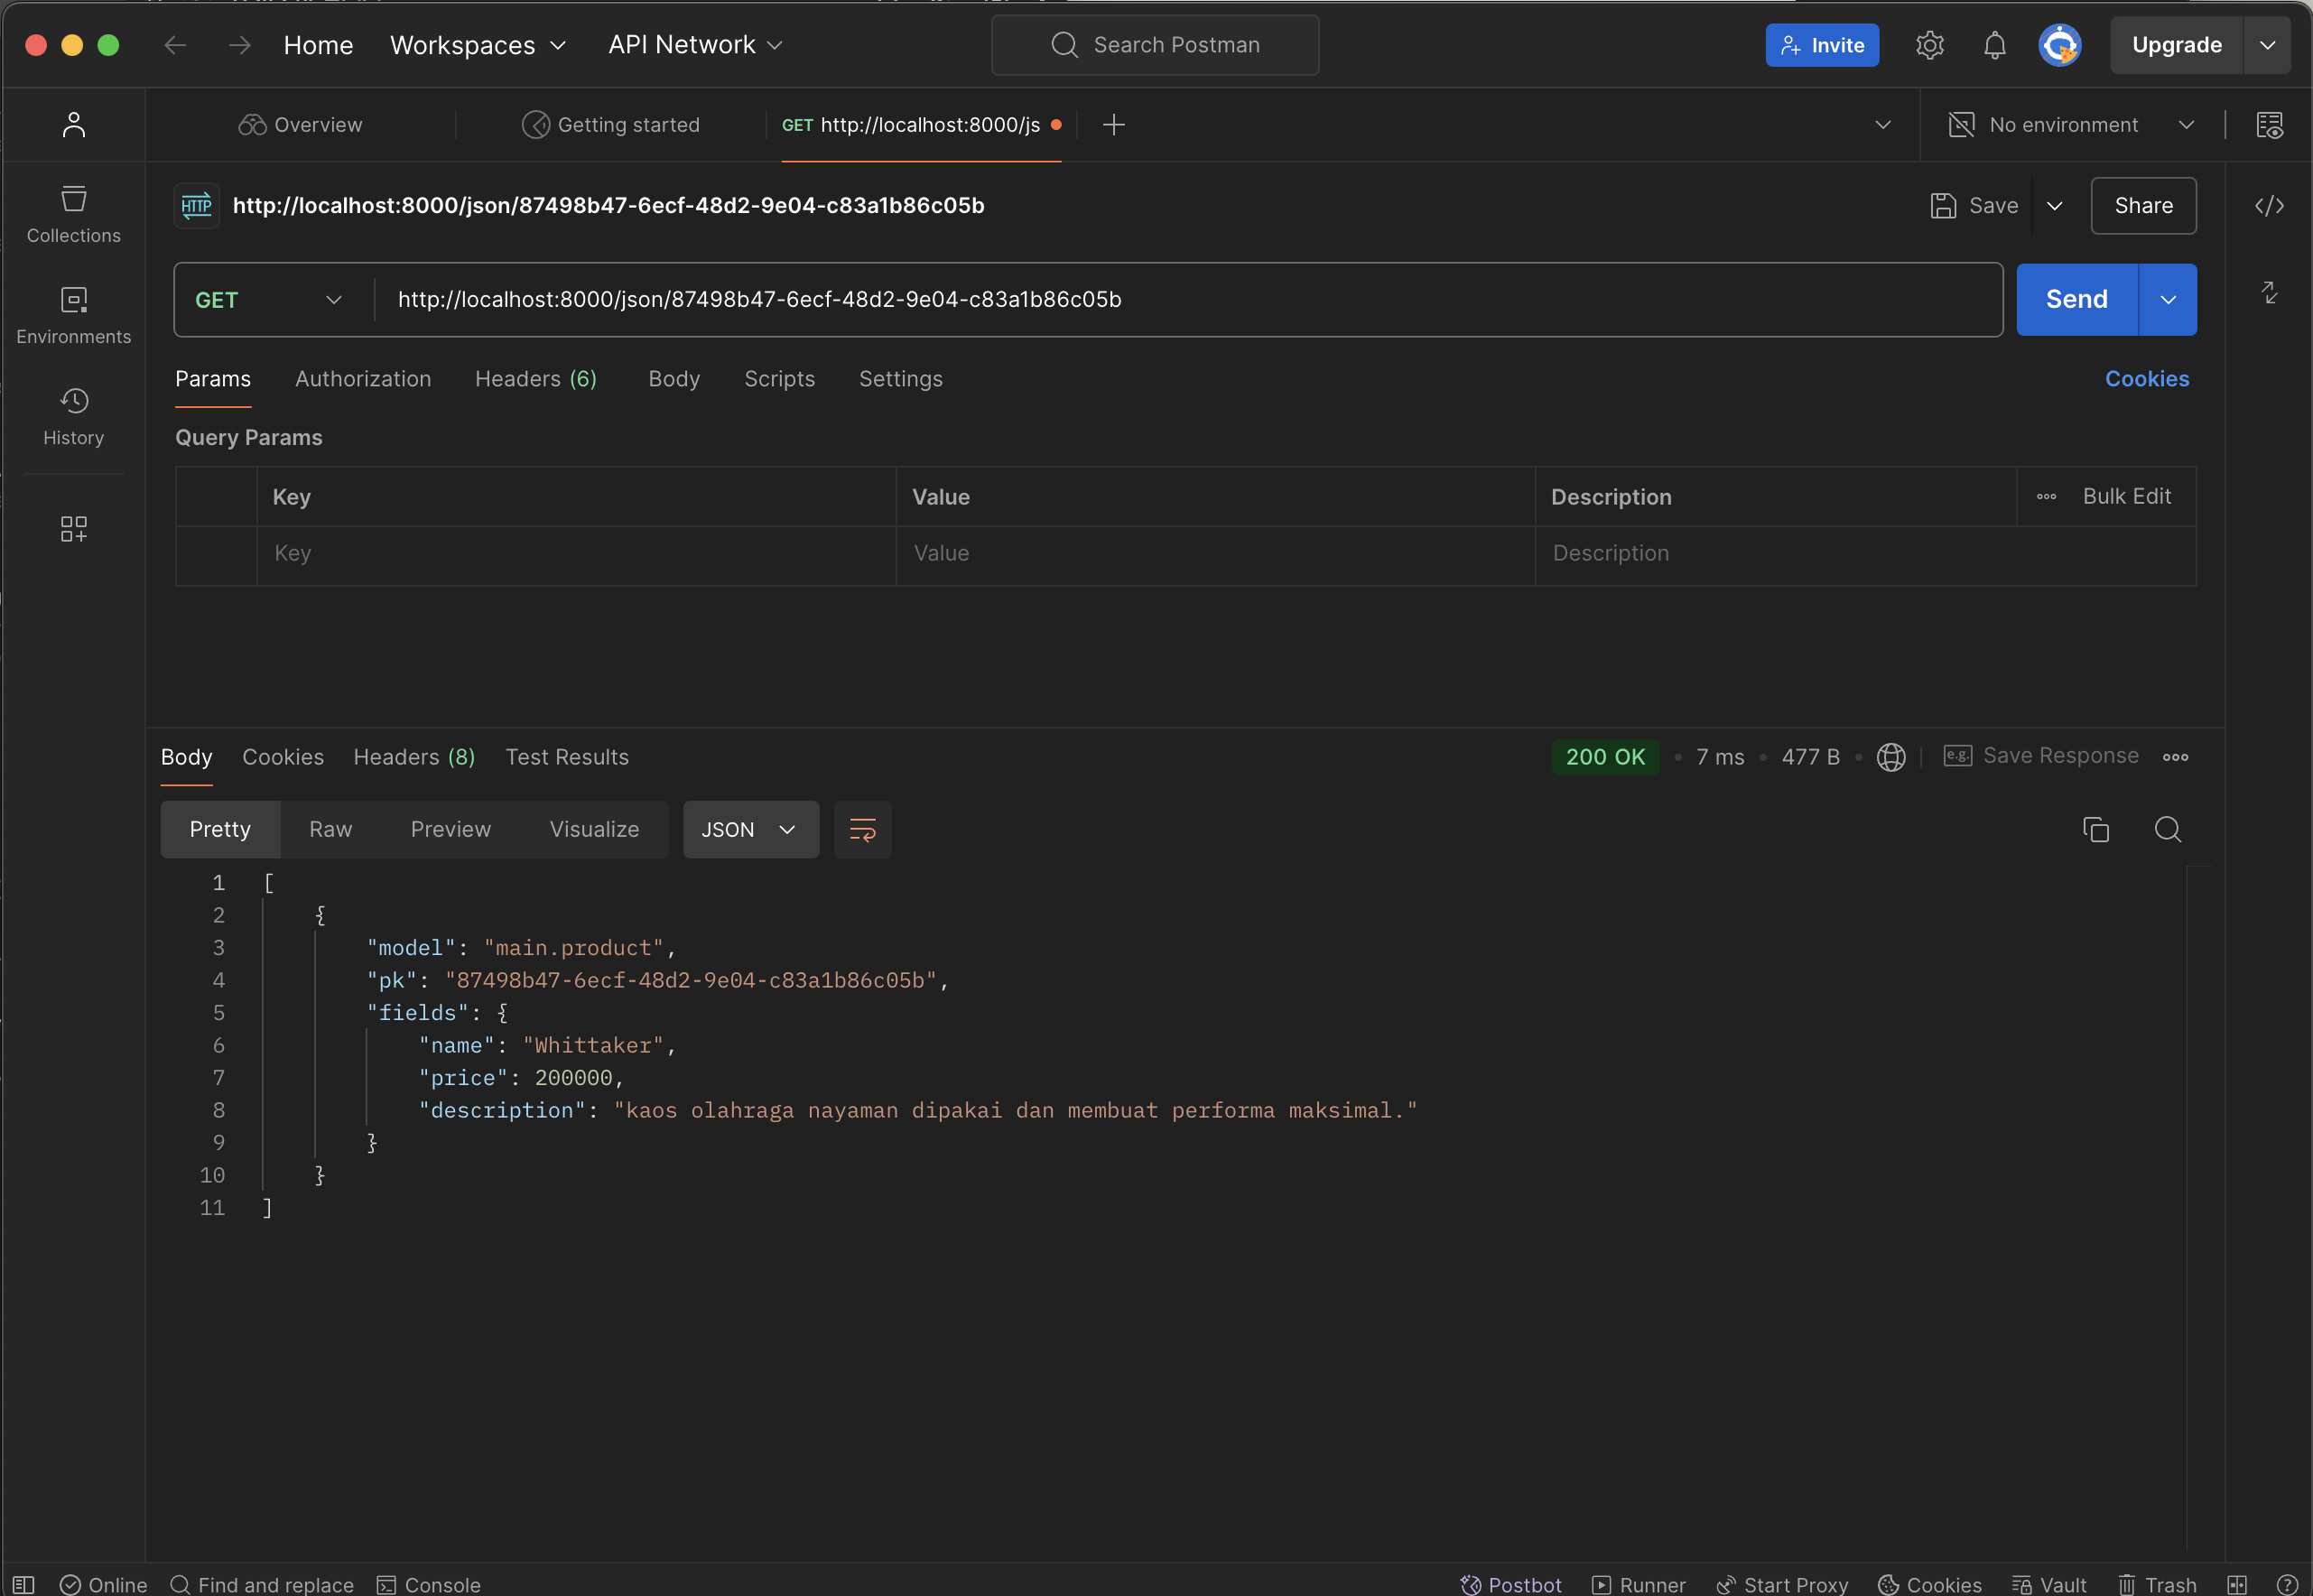 Home Workspaces API Network Search Postman Invite Upgrade
Overview Getting started GET http://localhost:8000/js No environment
HTTP http://localhost:8000/json/87498b47-6ecf-48d2-9e04-c83a1b86c05b Save Share
Collections
Environments
History
GET http://localhost:8000/json/87498b47-6ecf-48d2-9e04-c83a1b86c05b Send
Params Authorization Headers (6) Body Scripts Settings Cookies
Query Params
Key Value Description Bulk Edit
Key Value Description
Body Cookies Headers (8) Test Results 200 OK • 7 ms • 477 B • e.g. Save Response
Pretty Raw Preview Visualize JSON
1 [
2 {
3 "model": "main.product",
4 "pk": "87498b47-6ecf-48d2-9e04-c83a1b86c05b",
5 "fields": {
6 "name": "Whittaker",
7 "price": 200000,
8 "description": "kaos olahraga nayaman dipakai dan membuat performa maksimal."
9 }
10 }
11 ]
Online Find and replace Console Postbot Runner Start Proxy Cookies Vault Trash